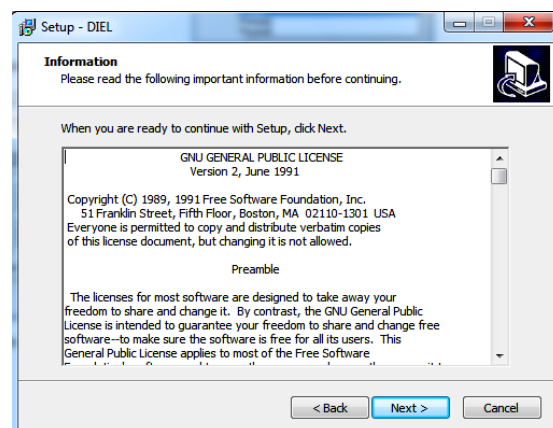 Setup - DIEL
Information
Please read the following important information before continuing.
When you are ready to continue with Setup, click Next.
GNU GENERAL PUBLIC LICENSE
Version 2, June 1991
Copyright (C) 1989, 1991 Free Software Foundation, Inc.
51 Franklin Street, Fifth Floor, Boston, MA 02110-1301 USA
Everyone is permitted to copy and distribute verbatim copies
of this license document, but changing it is not allowed.
Preamble
The licenses for most software are designed to take away your
freedom to share and change it. By contrast, the GNU General Public
License is intended to guarantee your freedom to share and change free
software--to make sure the software is free for all its users. This
General Public License applies to most of the Free Software
< Back
Next >
Cancel